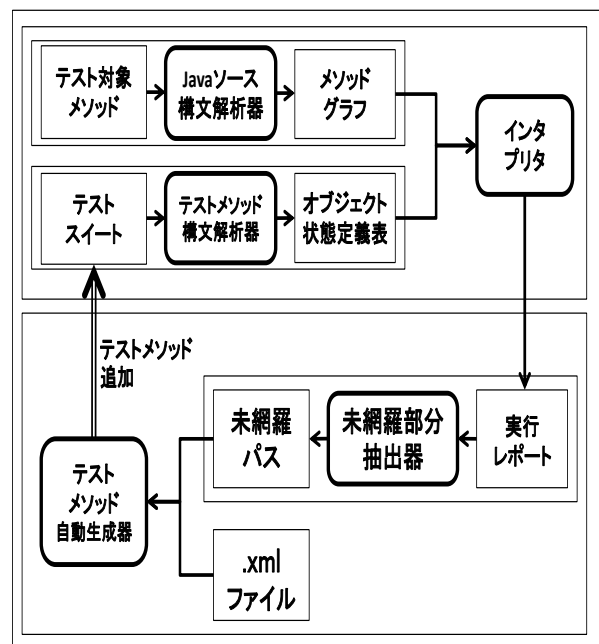 テスト対象
メソッド
Javaソース
構文解析器
メソッド
グラフ
インタ
プリタ
テスト
スイート
テストメソッド
構文解析器
オブジェクト
状態定義表
テストメソッド
追加
未網羅
パス
未網羅部分
抽出器
実行
レポート
テスト
メソッド
自動生成器
.xml
ファイル